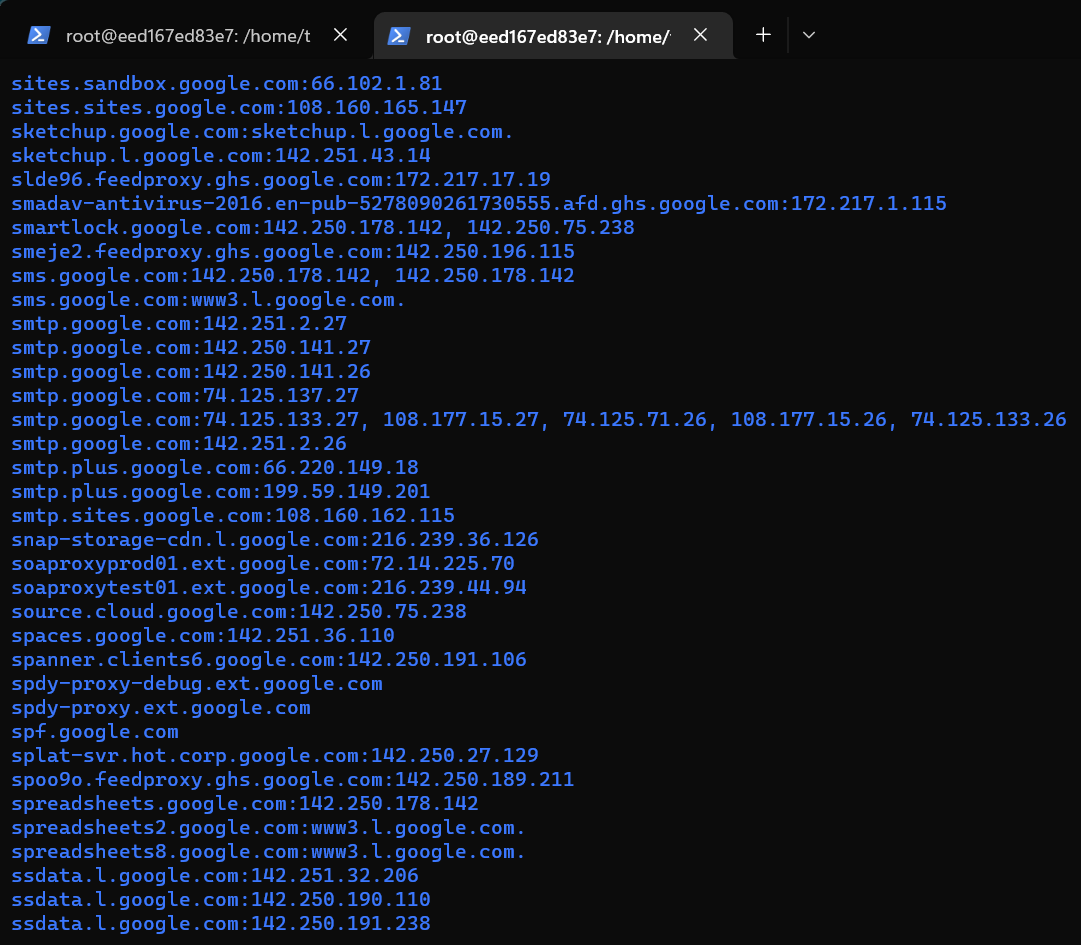 root@eed167ed83e7: /home/t
root@eed167ed83e7: /home/
sites.sandbox.google.com:66.102.1.81
sites.sites.google.com:108.160.165.147
sketchup.google.com:sketchup.l.google.com.
sketchup.l.google.com:142.251.43.14
slde96.feedproxy.ghs.google.com:172.217.17.19
smadav-antivirus-2016.en-pub-5278090261730555.afd.ghs.google.com:172.217.1.115
smartlock.google.com:142.250.178.142, 142.250.75.238
smeje2.feedproxy.ghs.google.com:142.250.196.115
sms.google.com:142.250.178.142, 142.250.178.142
sms.google.com:www3.l.google.com.
smtp.google.com:142.251.2.27
smtp.google.com:142.250.141.27
smtp.google.com:142.250.141.26
smtp.google.com:74.125.137.27
smtp.google.com:74.125.133.27, 108.177.15.27, 74.125.71.26, 108.177.15.26, 74.125.133.26
smtp.google.com:142.251.2.26
smtp.plus.google.com:66.220.149.18
smtp.plus.google.com:199.59.149.201
smtp.sites.google.com:108.160.162.115
snap-storage-cdn.l.google.com:216.239.36.126
soaproxyprod01.ext.google.com:72.14.225.70
soaproxytest01.ext.google.com:216.239.44.94
source.cloud.google.com:142.250.75.238
spaces.google.com:142.251.36.110
spanner.clients6.google.com:142.250.191.106
spdy-proxy-debug.ext.google.com
spdy-proxy.ext.google.com
spf.google.com
splat-svr.hot.corp.google.com:142.250.27.129
spoo9o.feedproxy.ghs.google.com:142.250.189.211
spreadsheets.google.com:142.250.178.142
spreadsheets2.google.com:www3.l.google.com.
spreadsheets8.google.com:www3.l.google.com.
ssdata.l.google.com:142.251.32.206
ssdata.l.google.com:142.250.190.110
ssdata.l.google.com:142.250.191.238